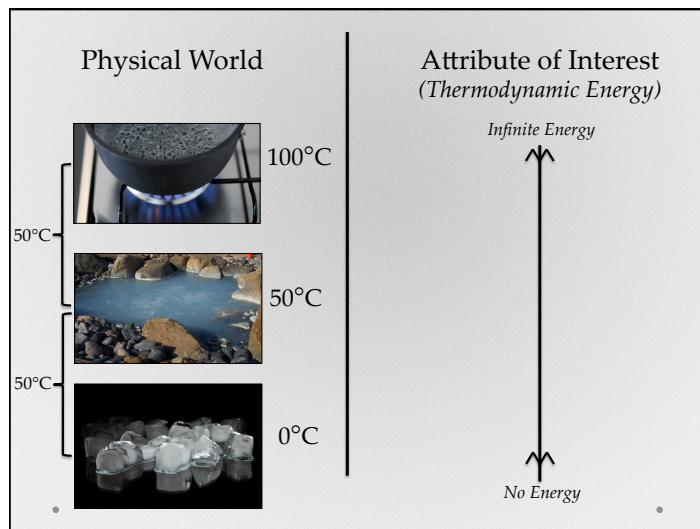 Physical World
Attribute of Interest
(Thermodynamic Energy)
Infinite Energy
100°C
50°C
50°C
50°C
0°C
No Energy